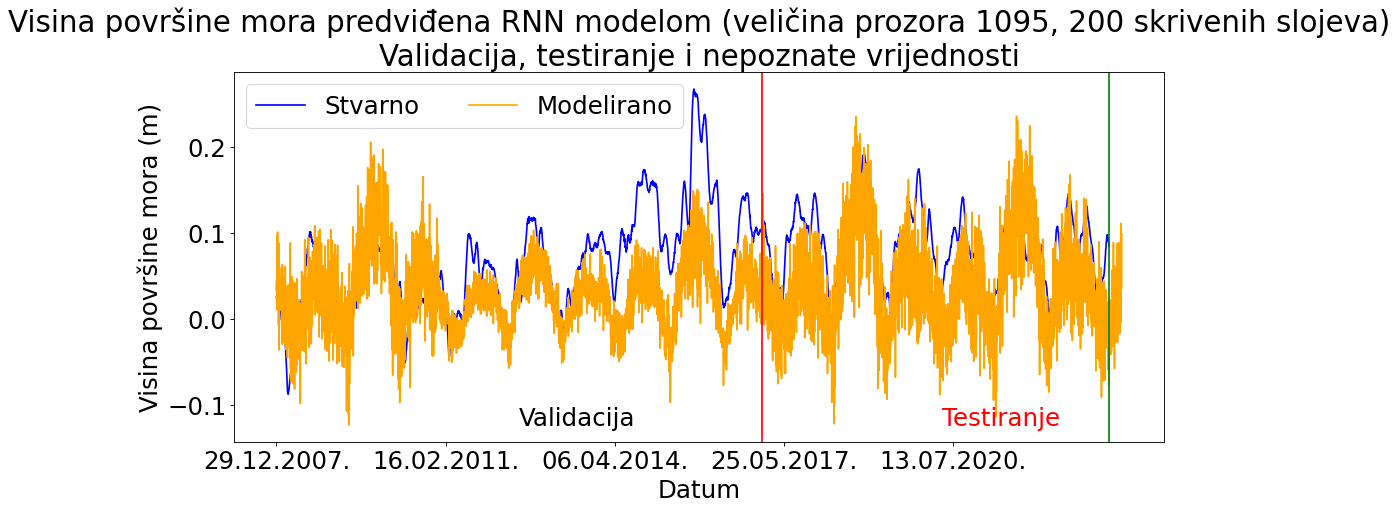 Visina površine mora predviđena RNN modelom (veličina prozora 1095, 200 skrivenih slojeva)
Validacija, testiranje i nepoznate vrijednosti
Stvarno
Modelirano
Visina površine mora (m)
0.2
0.1
0.0
−0.1
Validacija
Testiranje
29.12.2007.
16.02.2011.
06.04.2014.
25.05.2017.
13.07.2020.
Datum